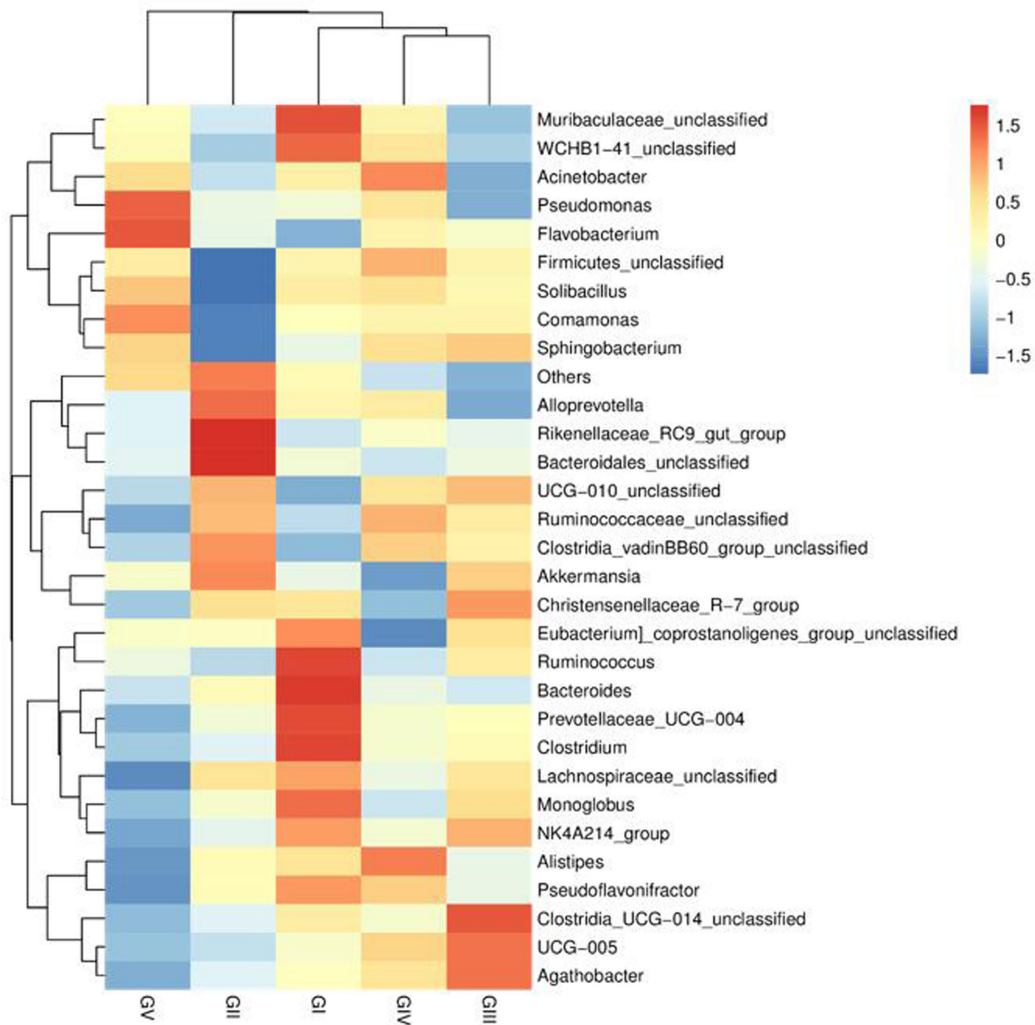 Muribaculaceae_unclassified
WCHB1−41_unclassified
Acinetobacter
Pseudomonas
Flavobacterium
Firmicutes_unclassified
Solibacillus
Comamonas
Sphingobacterium
Others
Alloprevotella
Rikenellaceae_RC9_gut_group
Bacteroidales_unclassified
UCG−010_unclassified
Ruminococcaceae_unclassified
Clostridia_vadinBB60_group_unclassified
Akkermansia
Christensenellaceae_R−7_group
Eubacterium]_coprostanoligenes_group_unclassified
Ruminococcus
Bacteroides
Prevotellaceae_UCG−004
Clostridium
Lachnospiraceae_unclassified
Monoglobus
NK4A214_group
Alistipes
Pseudoflavonifractor
Clostridia_UCG−014_unclassified
UCG−005
Agathobacter
GV
GII
GI
GIV
GIII
1.5
1
0.5
0
−0.5
−1
−1.5